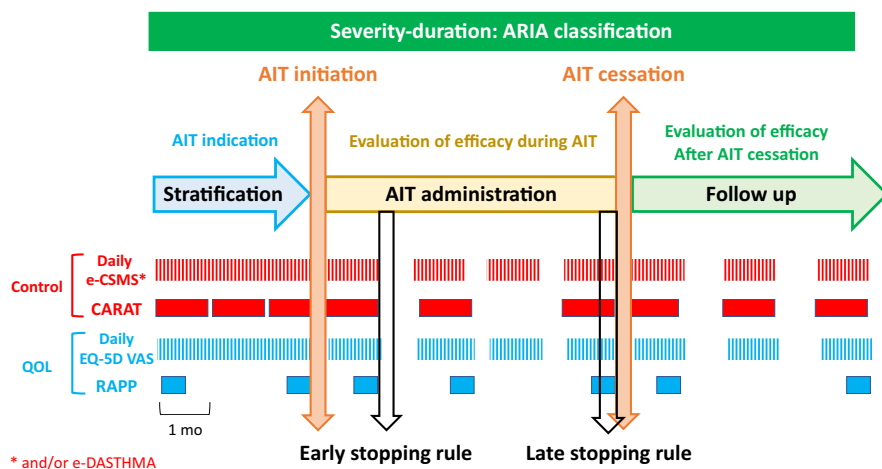 Severity-duration: ARIA classification
AIT initiation
AIT cessation
AIT indication
Evaluation of efficacy during AIT
Evaluation of efficacy
After AIT cessation
Stratification
AIT administration
Follow up
Control
Daily
e-CSMS*
CARAT
QOL
Daily
EQ-5D VAS
RAPP
1 mo
Early stopping rule
Late stopping rule
* and/or e-DASTHMA